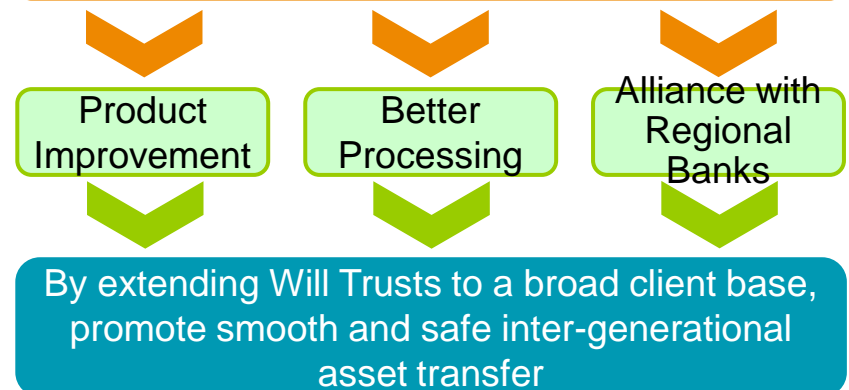 Product
Improvement
Better
Processing
Alliance with
Regional
Banks
By extending Will Trusts to a broad client base,
promote smooth and safe inter-generational
asset transfer